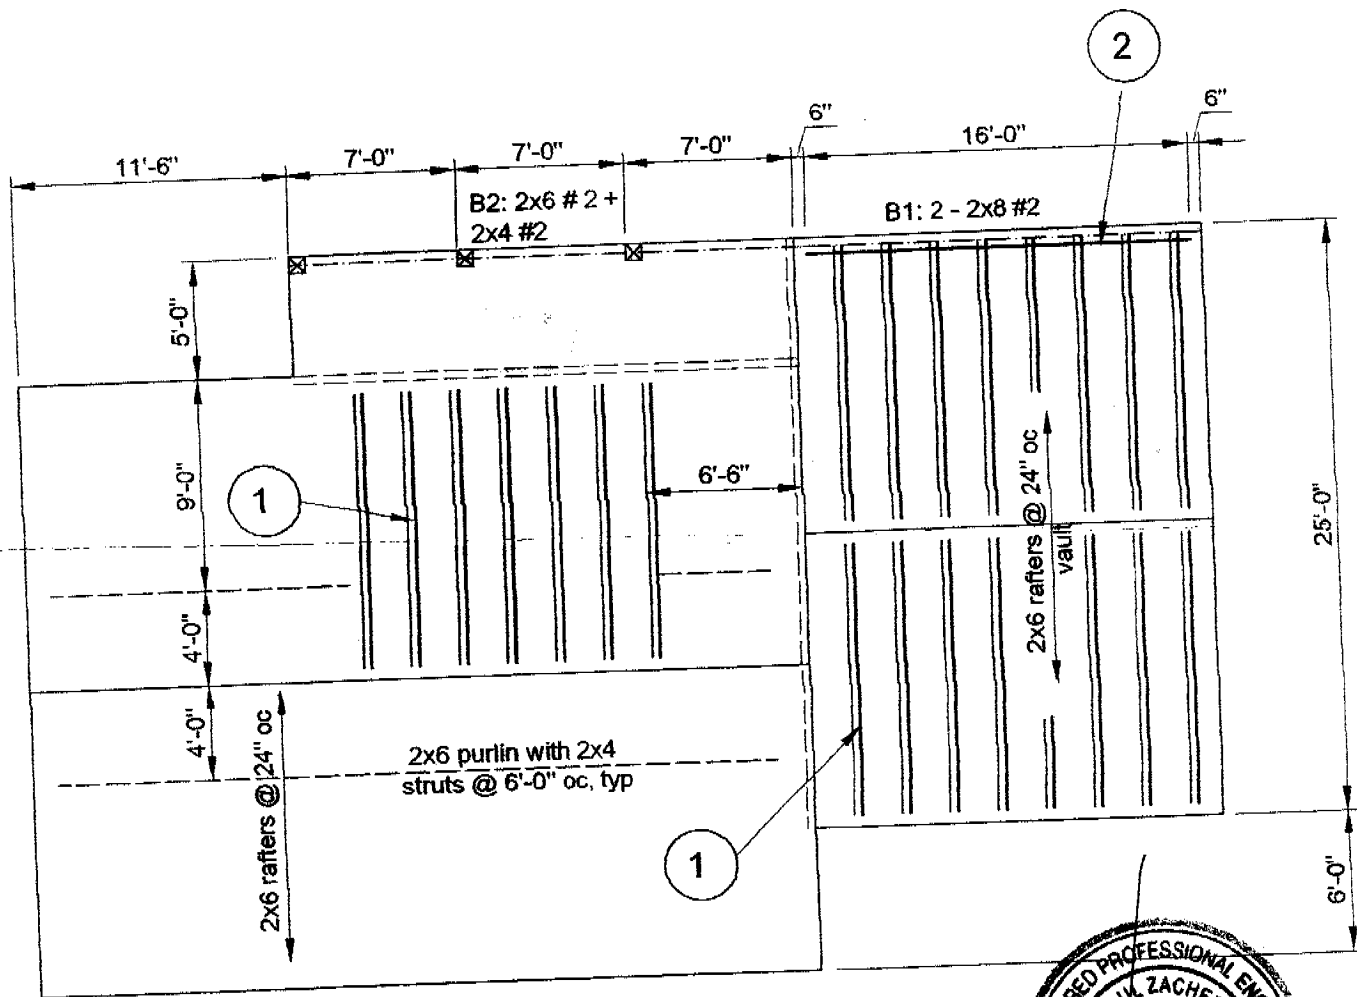 2
6"
6"
16'-0"
11'-6"
7'-0"
7'-0"
7'-0"
B2: 2x6 # 2 +
2x4 #2
B1: 2 - 2x8 #2
5'-0"
9'-0"
1
6'-6"
2x6 rafters @ 24" oc
vault
25'-0"
4'-0"
4'-0"
2x6 rafters @ 24" oc
2x6 purlin with 2x4
struts @ 6'-0" oc, typ
1
6'-0"
PROFESSIONAL
ZACHE